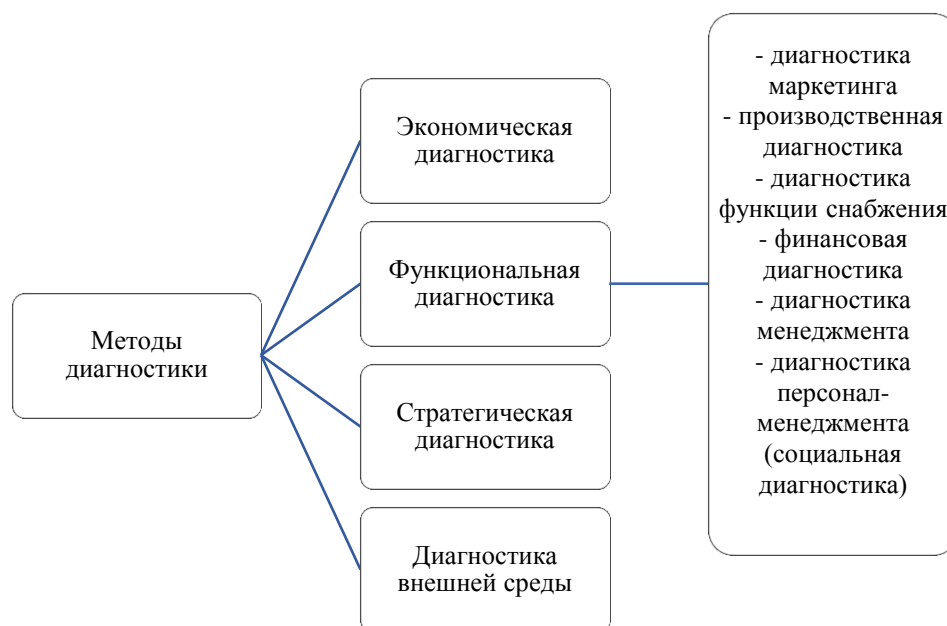 Методы
диагностики
Экономическая
диагностика
Функциональная
диагностика
Стратегическая
диагностика
Диагностика
внешней среды
- диагностика
маркетинга
- производственная
диагностика
- диагностика
функции снабжения
- финансовая
диагностика
- диагностика
менеджмента
- диагностика
персонал-
менеджмента
(социальная
диагностика)